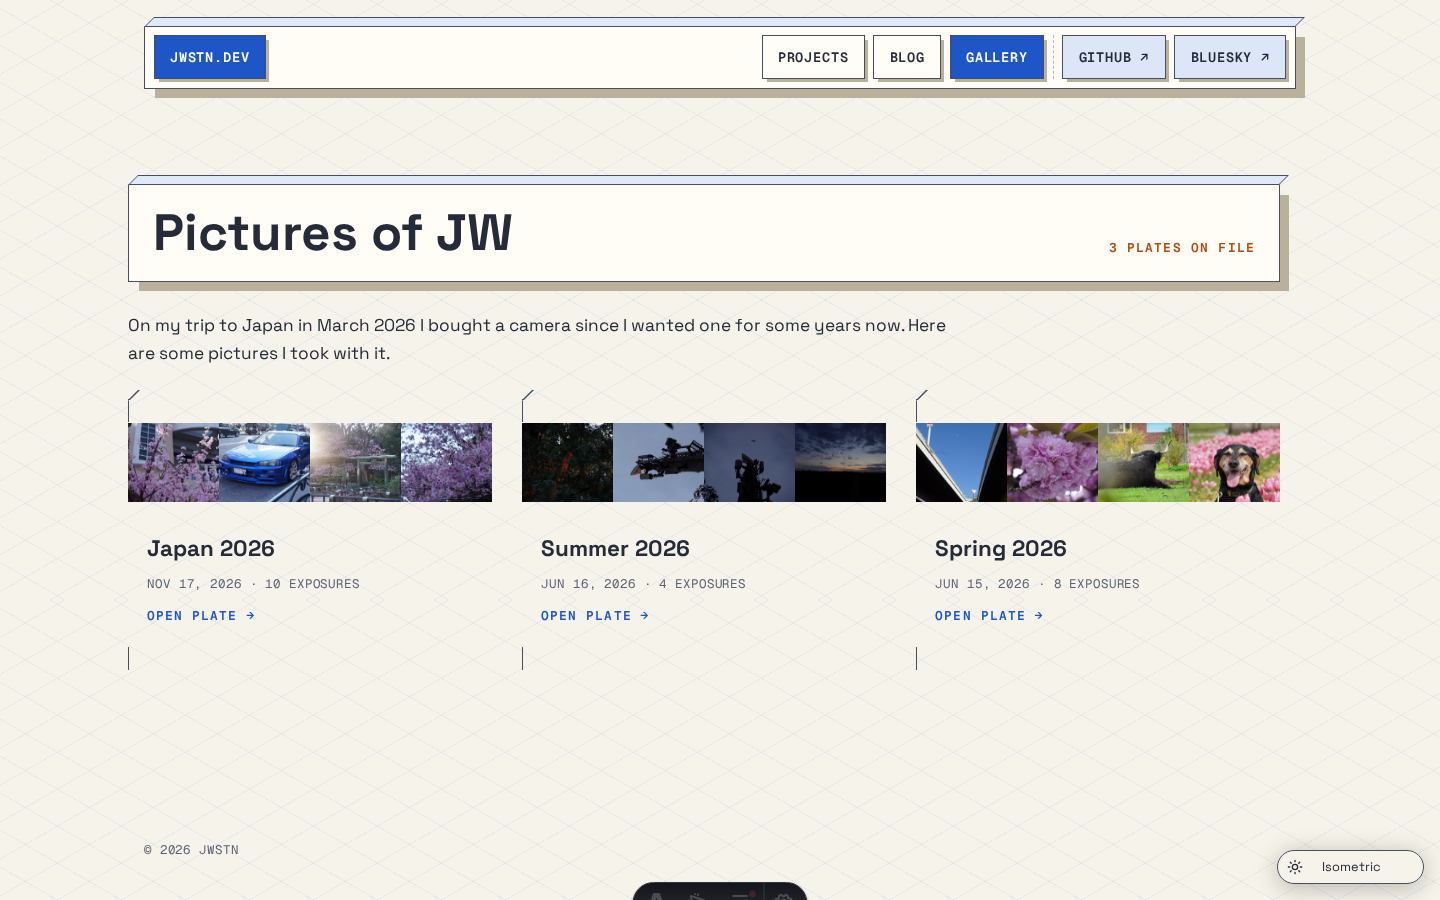 JWSTN.DEV
PROJECTS
BLOG
GALLERY
GITHUB ↗
BLUESKY ↗
Pictures of JW
3 PLATES ON FILE
On my trip to Japan in March 2026 I bought a camera since I wanted one for some years now. Here
are some pictures I took with it.
Japan 2026
NOV 17, 2026 · 10 EXPOSURES
OPEN PLATE →
Summer 2026
JUN 16, 2026 · 4 EXPOSURES
OPEN PLATE →
Spring 2026
JUN 15, 2026 · 8 EXPOSURES
OPEN PLATE →
© 2026 JWSTN
Isometric